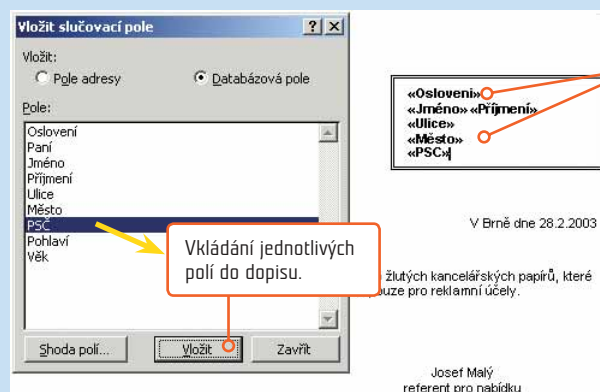 Vložit slučovací pole
? X
Vložit:
Pole adresy
Databázová pole
Pole:
Oslovení
Paní
Jméno
Příjmení
Ulice
Město
PSČ
Pohlaví
Věk
Vkládání jednotlivých
polí do dopisu.
Shoda polí...
Vložit
Zavřít
«Oslovení»
«Jméno» «Příjmení»
«Ulice»
«Město»
«PSČ»
V Brně dne 28.2.2003
žlutých kancelářských papírů, které
pouze pro reklamní účely.
Josef Malý
referent pro nabídku